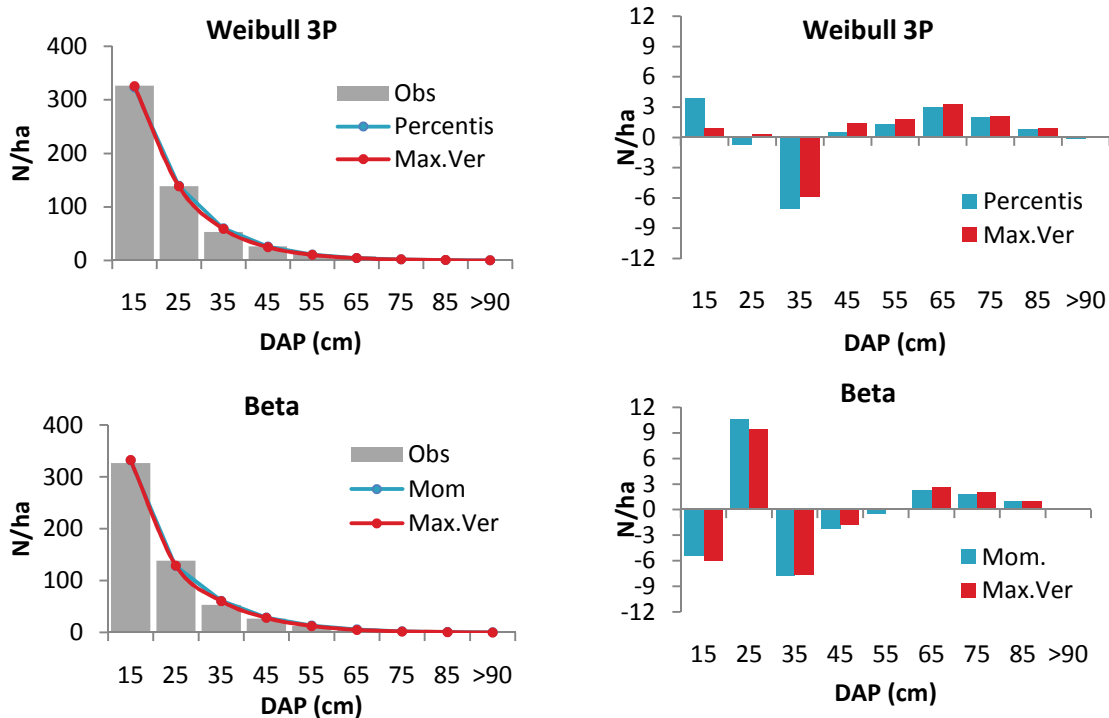 Weibull 3P
400
300
200
100
0
N/ha
Obs
Percentis
Max.Ver
15 25 35 45 55 65 75 85 >90
DAP (cm)
Weibull 3P
12
9
6
3
0
-3
-6
-9
-12
N/ha
Percentis
Max.Ver
15 25 35 45 55 65 75 85 >90
DAP (cm)
Beta
400
300
200
100
0
N/ha
Obs
Mom
Max.Ver
15 25 35 45 55 65 75 85 >90
DAP (cm)
Beta
12
9
6
3
0
-3
-6
-9
-12
N/ha
Mom.
Max.Ver
15 25 35 45 55 65 75 85 >90
DAP (cm)